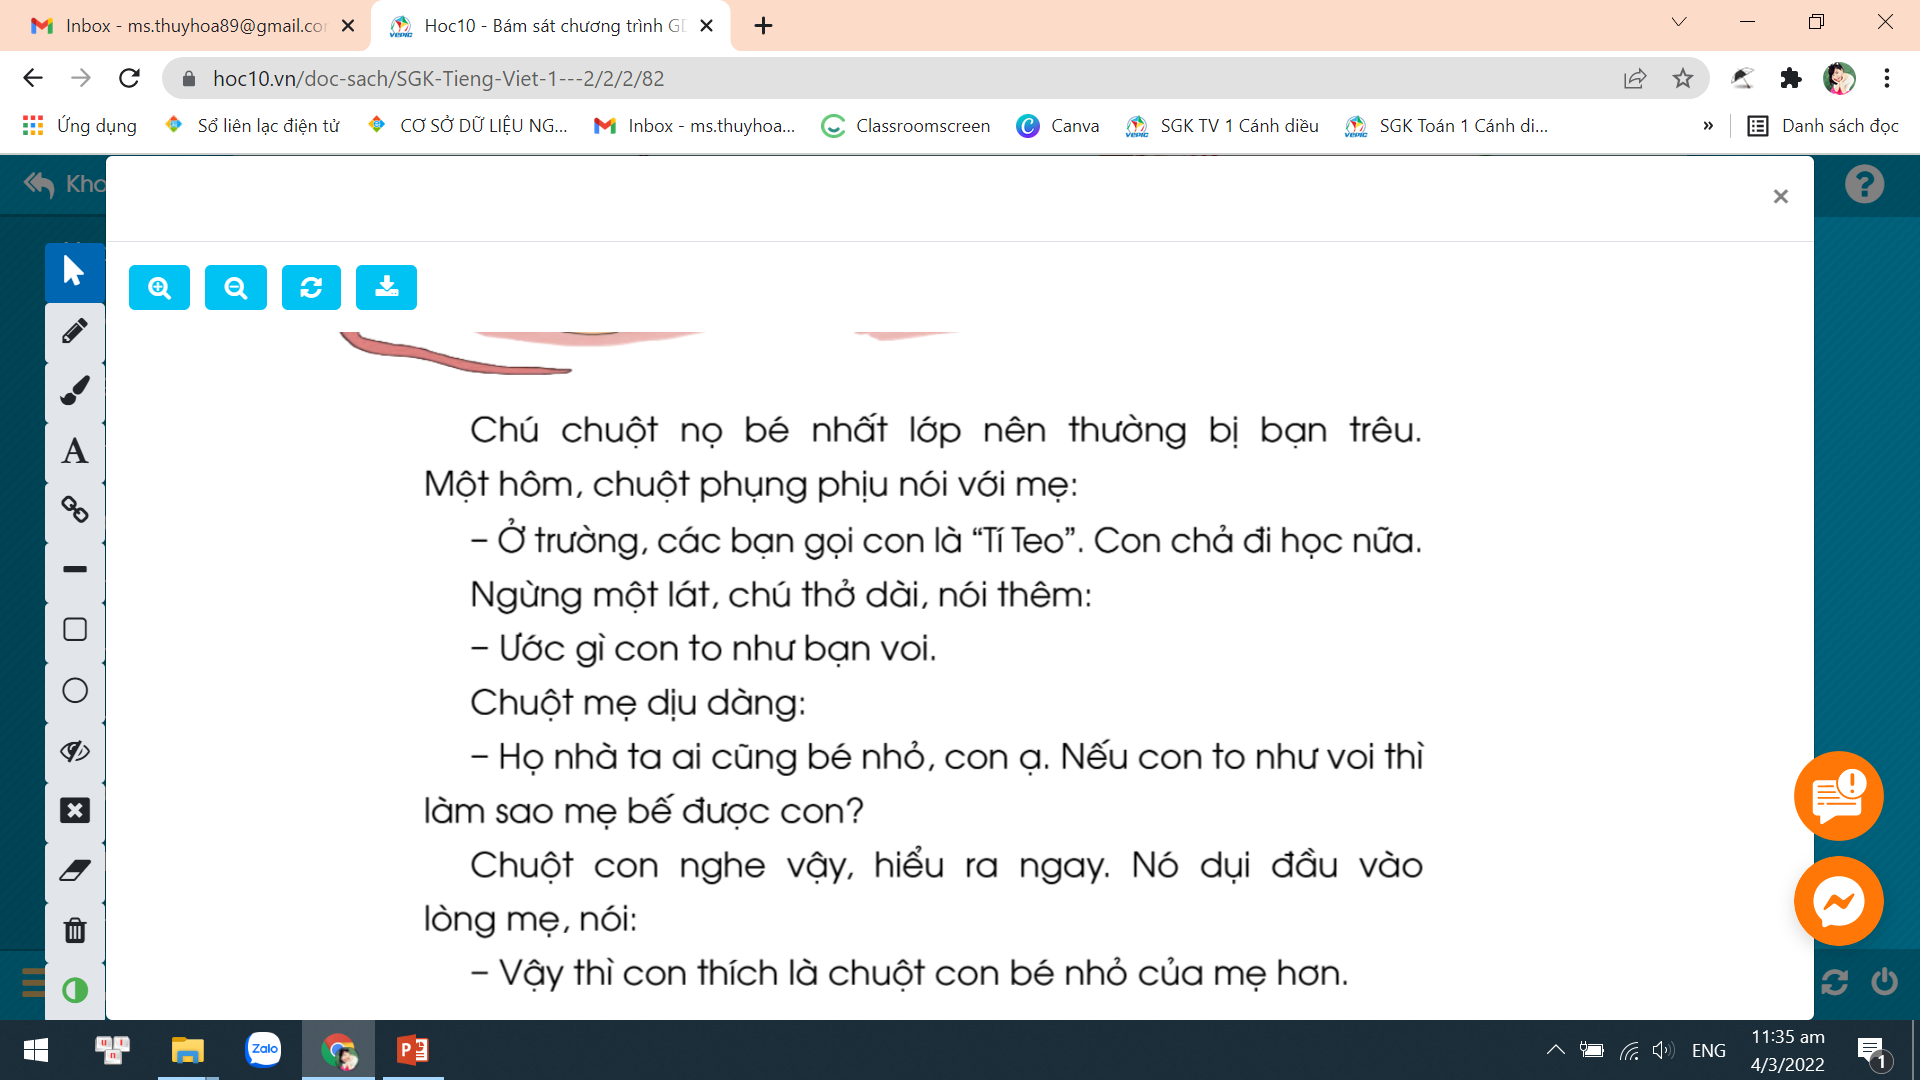 Inbox - ms.thuyhoa89@gmail.co
Hoc10 - Bám sát chương trình G
hoc10.vn/doc-sach/SGK-Tieng-Viet-1---2/2/2/82
Ứng dụng
Sổ liên lạc điện tử
CƠ SỞ DỮ LIỆU NG...
Inbox - ms.thuyhoa...
Classroomscreen
Canva
SGK TV 1 Cánh diều
SGK Toán 1 Cánh di...
»
Danh sách đọc
Kho
Chú chuột nọ bé nhất lớp nên thường bị bạn trêu.
Một hôm, chuột phụng phịu nói với mẹ:
– Ở trường, các bạn gọi con là “Tí Teo”. Con chả đi học nữa.
Ngừng một lát, chú thở dài, nói thêm:
– Ước gì con to như bạn voi.
Chuột mẹ dịu dàng:
– Họ nhà ta ai cũng bé nhỏ, con ạ. Nếu con to như voi thì
làm sao mẹ bế được con?
Chuột con nghe vậy, hiểu ra ngay. Nó dụi đầu vào
lòng mẹ, nói:
– Vậy thì con thích là chuột con bé nhỏ của mẹ hơn.
Zalo
ENG
11:35 am
4/3/2022
1